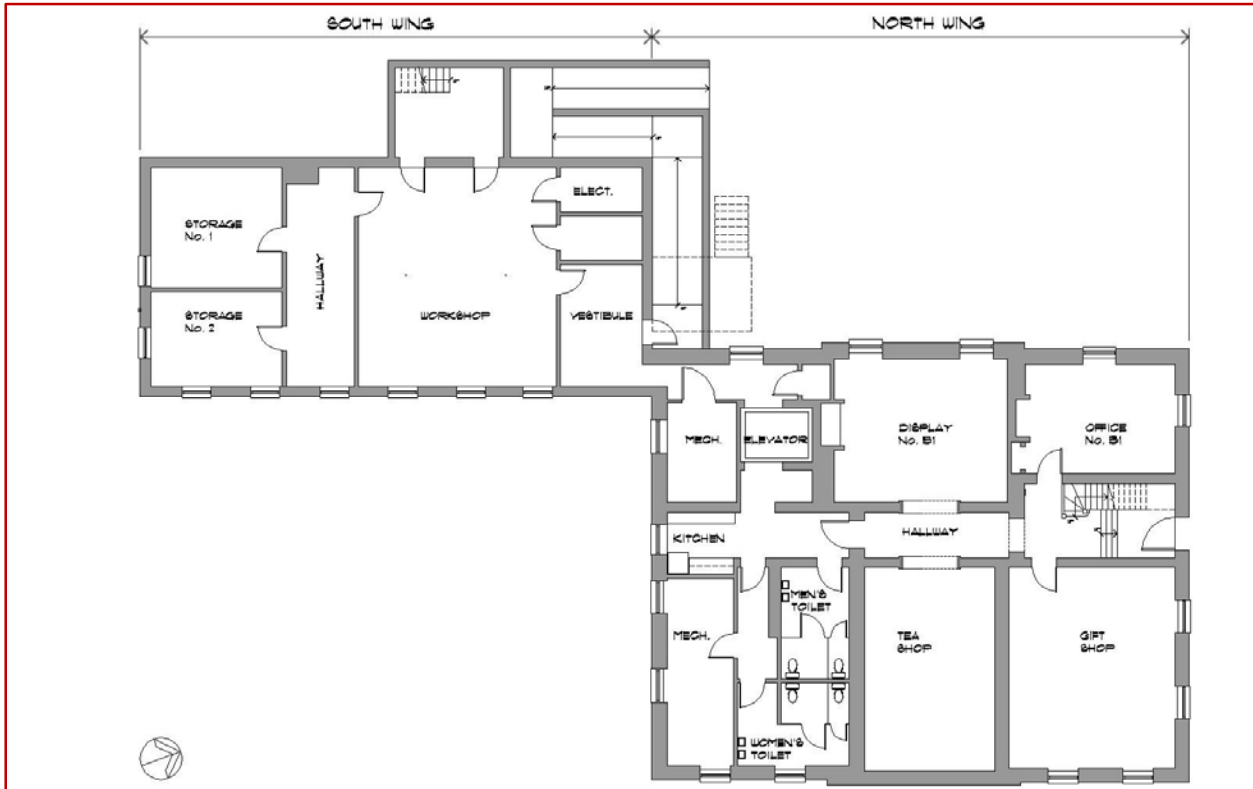 SOUTH WING
NORTH WING
ELECT.
STORAGE
No. 1
HALLWAY
STORAGE
No. 2
WORKSHOP
VESTIBULE
MECH.
ELEVATOR
DISPLAY
No. B1
OFFICE
No. B1
KITCHEN
HALLWAY
MEN'S
TOILET
MECH.
TEA
SHOP
GIFT
SHOP
WOMEN'S
TOILET